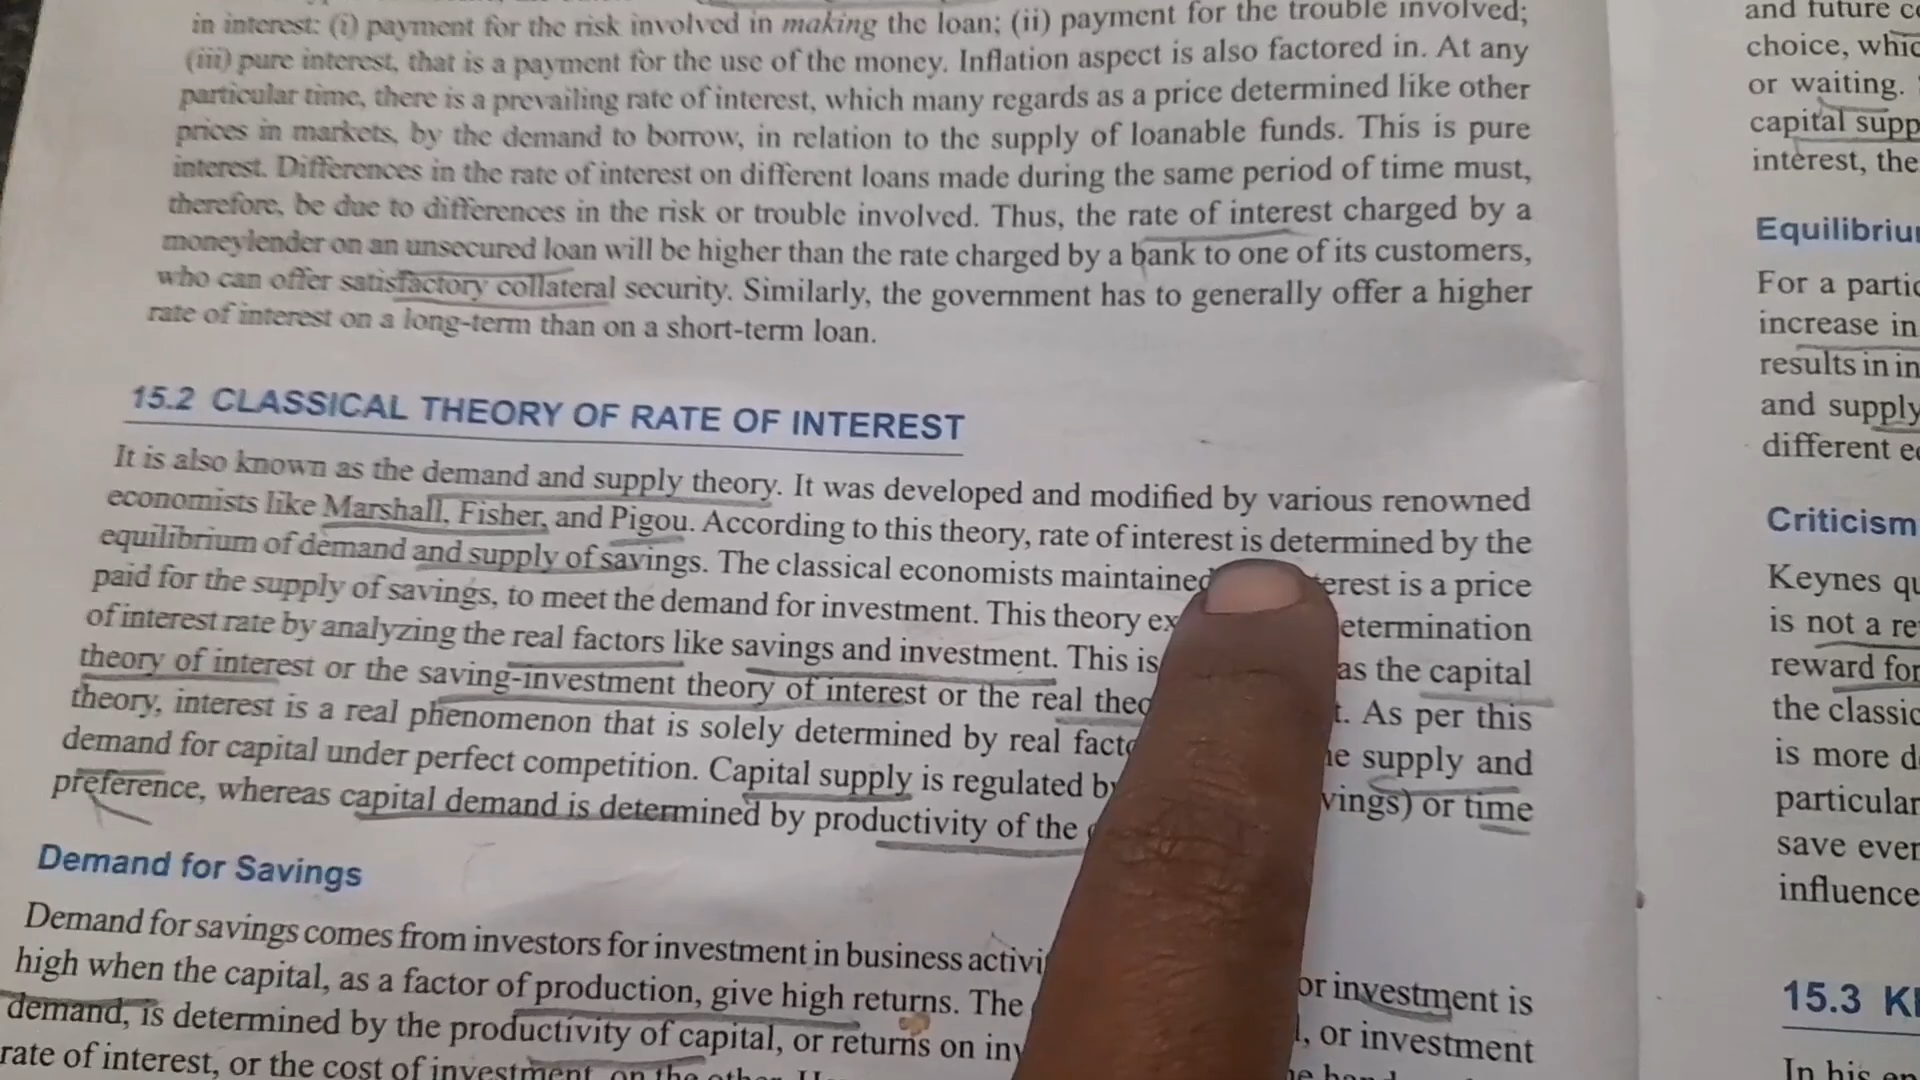 in interest: (i) payment for the risk involved in making the loan; (ii) payment for the trouble involved;
(iii) pure interest, that is a payment for the use of the money. Inflation aspect is also factored in. At any
particular time, there is a prevailing rate of interest, which many regards as a price determined like other
prices in markets, by the demand to borrow, in relation to the supply of loanable funds. This is pure
interest. Differences in the rate of interest on different loans made during the same period of time must,
therefore, be due to differences in the risk or trouble involved. Thus, the rate of interest charged by a
moneylender on an unsecured loan will be higher than the rate charged by a bank to one of its customers,
who can offer satisfactory collateral security. Similarly, the government has to generally offer a higher
rate of interest on a long-term than on a short-term loan.
15.2 CLASSICAL THEORY OF RATE OF INTEREST
It is also known as the demand and supply theory. It was developed and modified by various renowned
economists like Marshall, Fisher, and Pigou. According to this theory, rate of interest is determined by the
equilibrium of demand and supply of savings. The classical economists maintained erest is a price
paid for the supply of savings, to meet the demand for investment. This theory ex etermination
of interest rate by analyzing the real factors like savings and investment. This is as the capital
theory of interest or the saving-investment theory of interest or the real theo t. As per this
theory, interest is a real phenomenon that is solely determined by real facto he supply and
demand for capital under perfect competition. Capital supply is regulated by vings) or time
preference, whereas capital demand is determined by productivity of the
Demand for Savings
Demand for savings comes from investors for investment in business activi or investment is
high when the capital, as a factor of production, give high returns. The , or investment
demand, is determined by the productivity of capital, or returns on inv
rate of interest, or the cost of investment, on the other.
and future
choice, whic
or waiting.
capital supp
interest, the
Equilibriu
For a partic
increase in
results in in
and supply
different
Criticism
Keynes qu
is not a re
reward for
the classic
is more d
particular
save ever
influence
15.3
In his